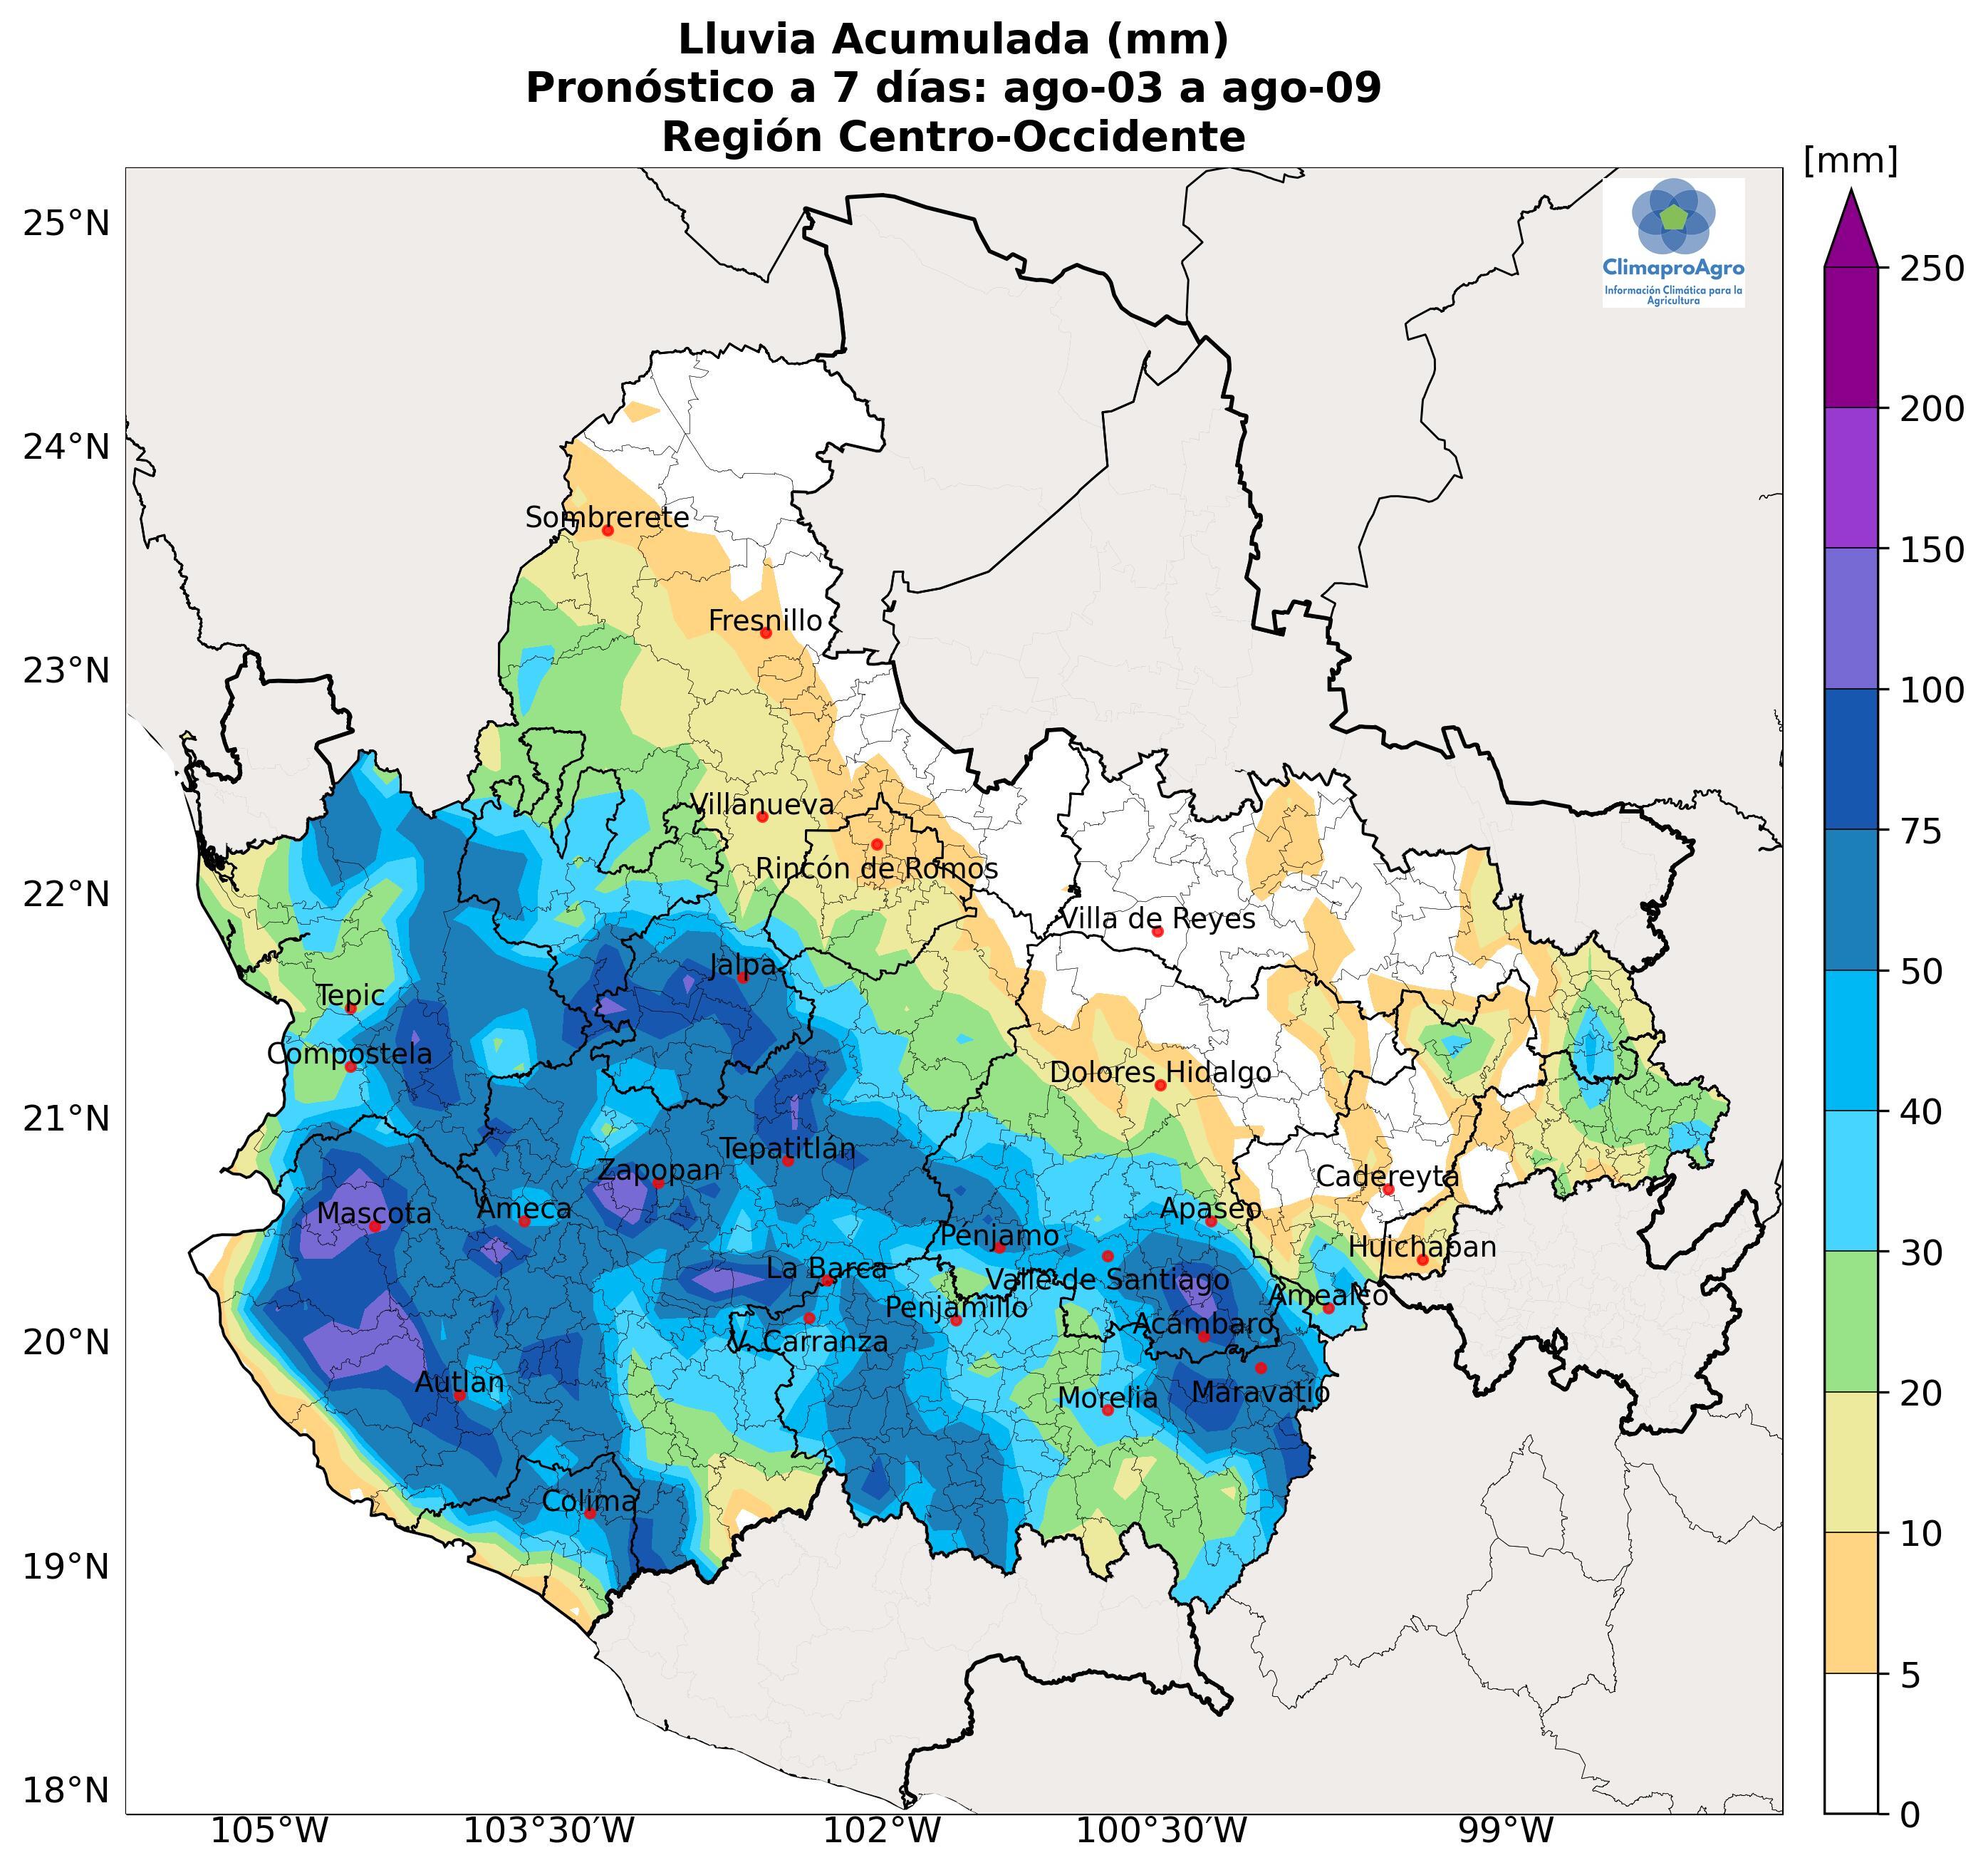 Lluvia Acumulada (mm)
Pronóstico a 7 días: ago-03 a ago-09
Región Centro-Occidente
[mm]
25°N
24°N
23°N
22°N
21°N
20°N
19°N
18°N
105°W
103°30'W
102°W
100°30'W
99°W
250
200
150
100
75
50
40
30
20
10
5
0
ClimaproAgro
Información Climática para la
Agricultura
Sombrerete
Fresnillo
Villanueva
Rincón de Romos
Villa de Reyes
Jalpa
Tepic
Compostela
Dolores Hidalgo
Tepatitlán
Zapopan
Cadereyta
Mascota
Ameca
Apaseo
Pénjamo
Huichapan
La Barca
Valle de Santiago
Amealco
Penjamillo
Acámbaro
V. Carranza
Autlan
Morelia
Maravatío
Colima